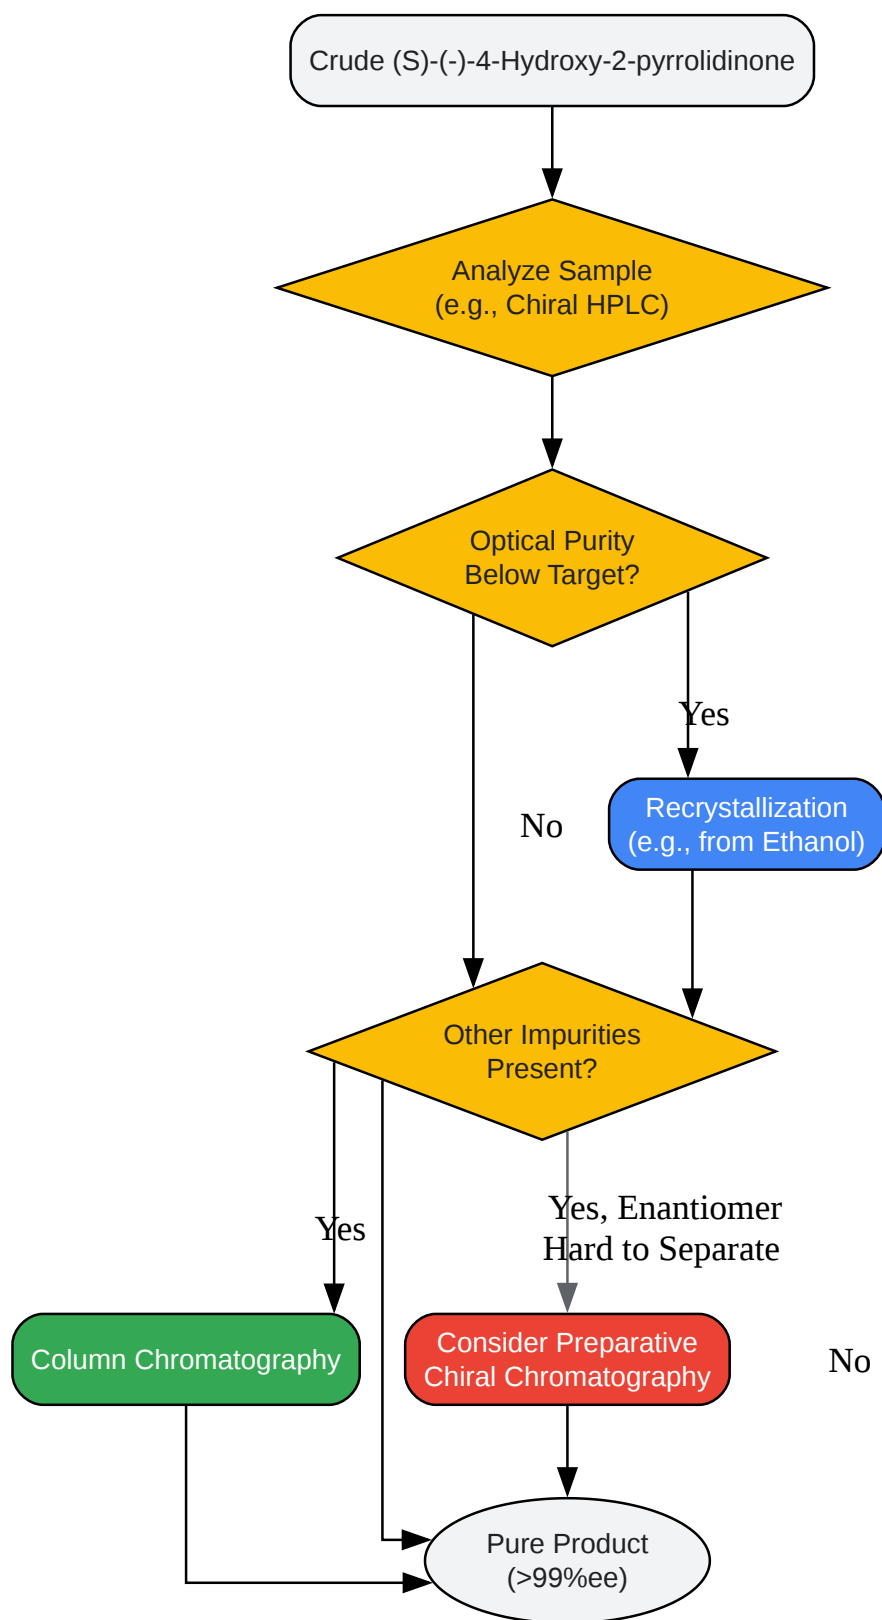 Crude (S)-(-)-4-Hydroxy-2-pyrrolidinone
Analyze Sample
(e.g., Chiral HPLC)
Optical Purity
Below Target?
Yes
No
Recrystallization
(e.g., from Ethanol)
Other Impurities
Present?
Yes
Yes, Enantiomer
Hard to Separate
Column Chromatography
Consider Preparative
Chiral Chromatography
No
Pure Product
(>99%ee)